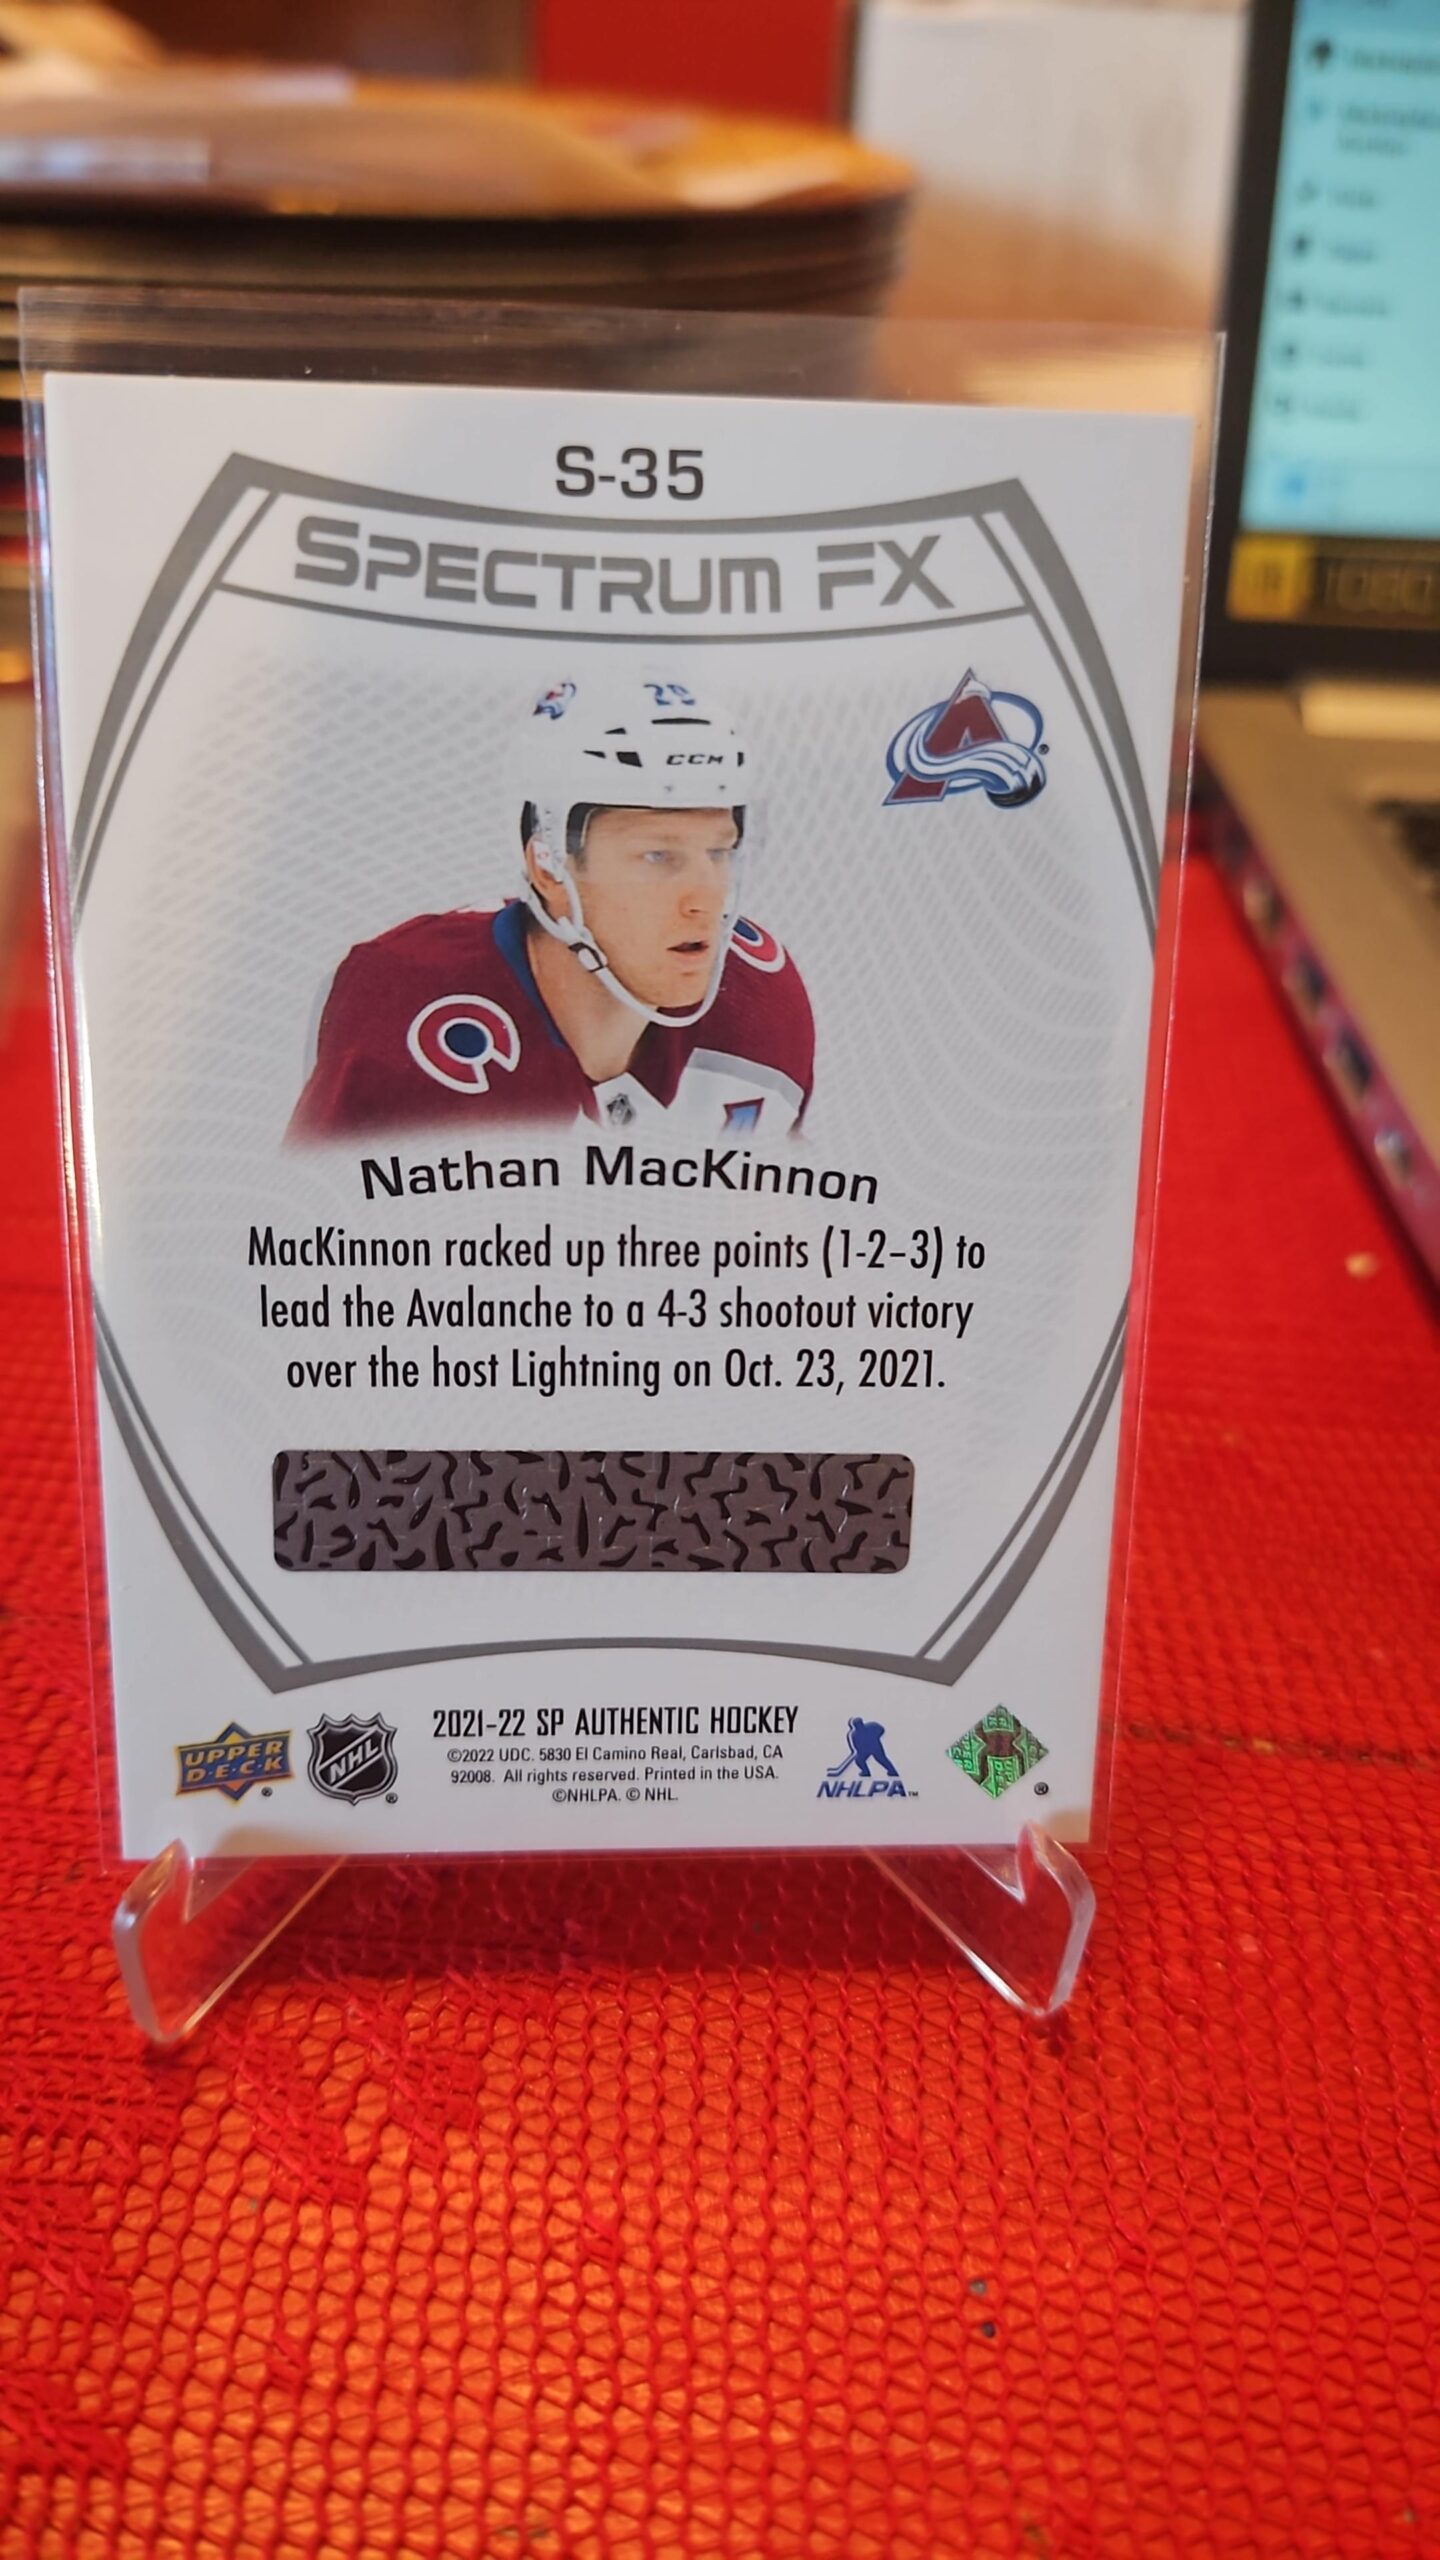 S-35
SPECTRUM FX
29
CCM
Nathan MacKinnon
MacKinnon racked up three points (1-2-3) to
lead the Avalanche to a 4-3 shootout victory
over the host Lightning on Oct. 23, 2021.
UPPER
D·E·C·K
®
NHL
®
2021-22 SP AUTHENTIC HOCKEY
©2022 UDC. 5830 El Camino Real, Carlsbad, CA
92008. All rights reserved. Printed in the USA.
©NHLPA. © NHL.
NHLPA™
®